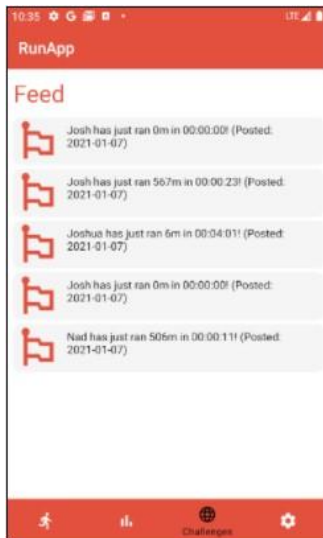 10:35 G LTE
RunApp
Feed
Josh has just ran 0m in 00:00:00! (Posted:
2021-01-07)
Josh has just ran 567m in 00:00:23! (Posted:
2021-01-07)
Joshua has just ran 6m in 00:04:01! (Posted:
2021-01-07)
Josh has just ran 0m in 00:00:00! (Posted:
2021-01-07)
Nad has just ran 506m in 00:00:11! (Posted:
2021-01-07)
Challenges